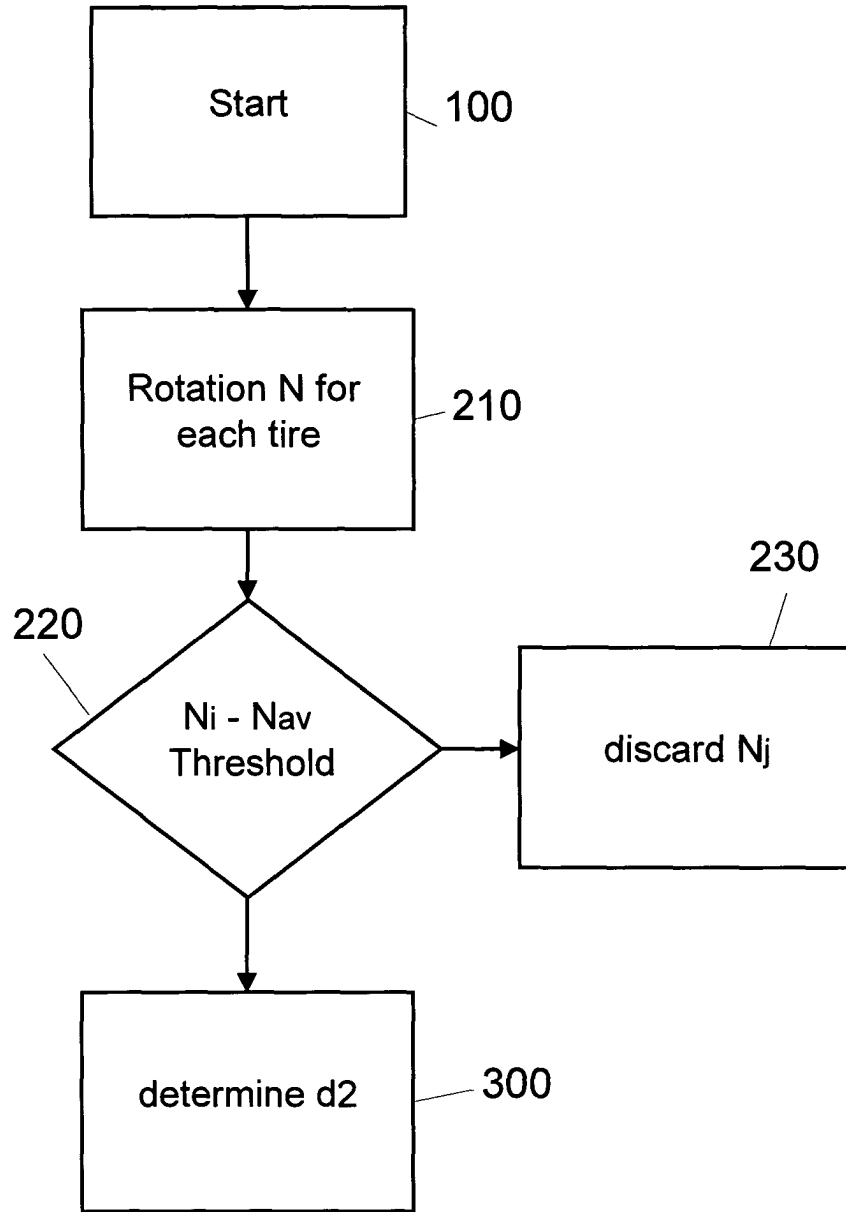 Start
100
Rotation N for
each tire
210
220
Ni - Nav
Threshold
230
discard Nj
determine d2
300